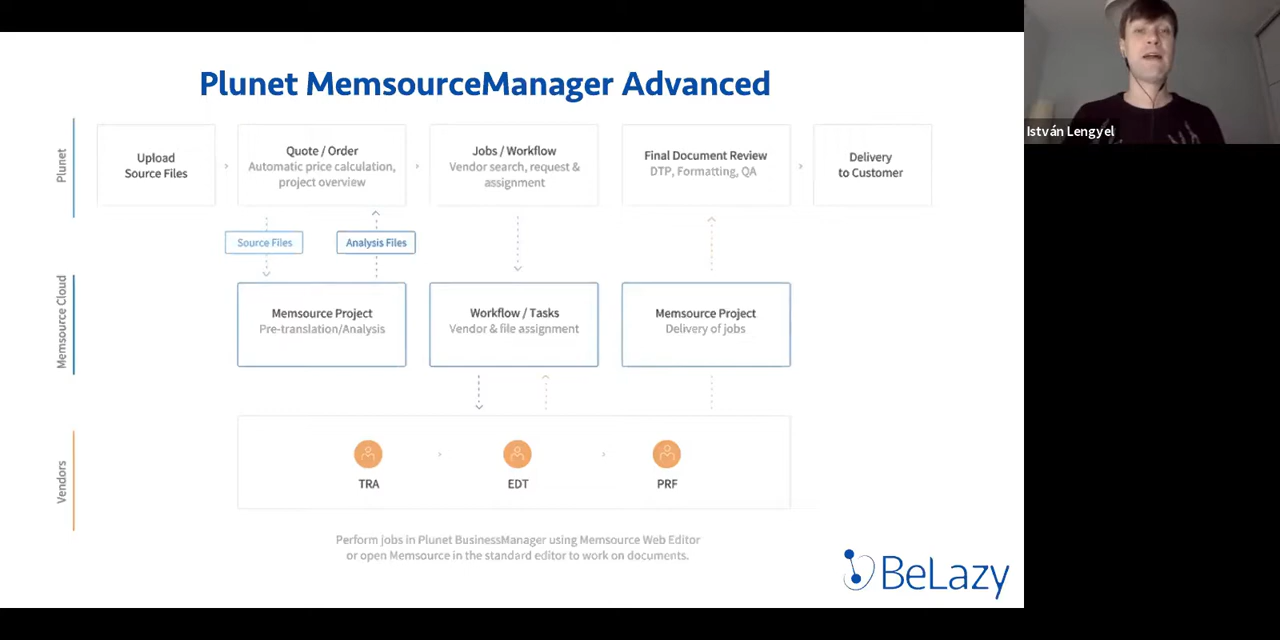 Plunet MemsourceManager Advanced
István Lengyel
Plunet
Upload
Source Files
Quote / Order
Automatic price calculation,
project overview
Jobs / Workflow
Vendor search, request &
assignment
Final Document Review
DTP, Formatting, QA
Delivery
to Customer
Source Files
Analysis Files
Memsource Cloud
Memsource Project
Pre-translation/Analysis
Workflow / Tasks
Vendor & file assignment
Memsource Project
Delivery of jobs
Vendors
TRA
EDT
PRF
Perform jobs in Plunet BusinessManager using Memsource Web Editor
or open Memsource in the standard editor to work on documents.
BeLazy